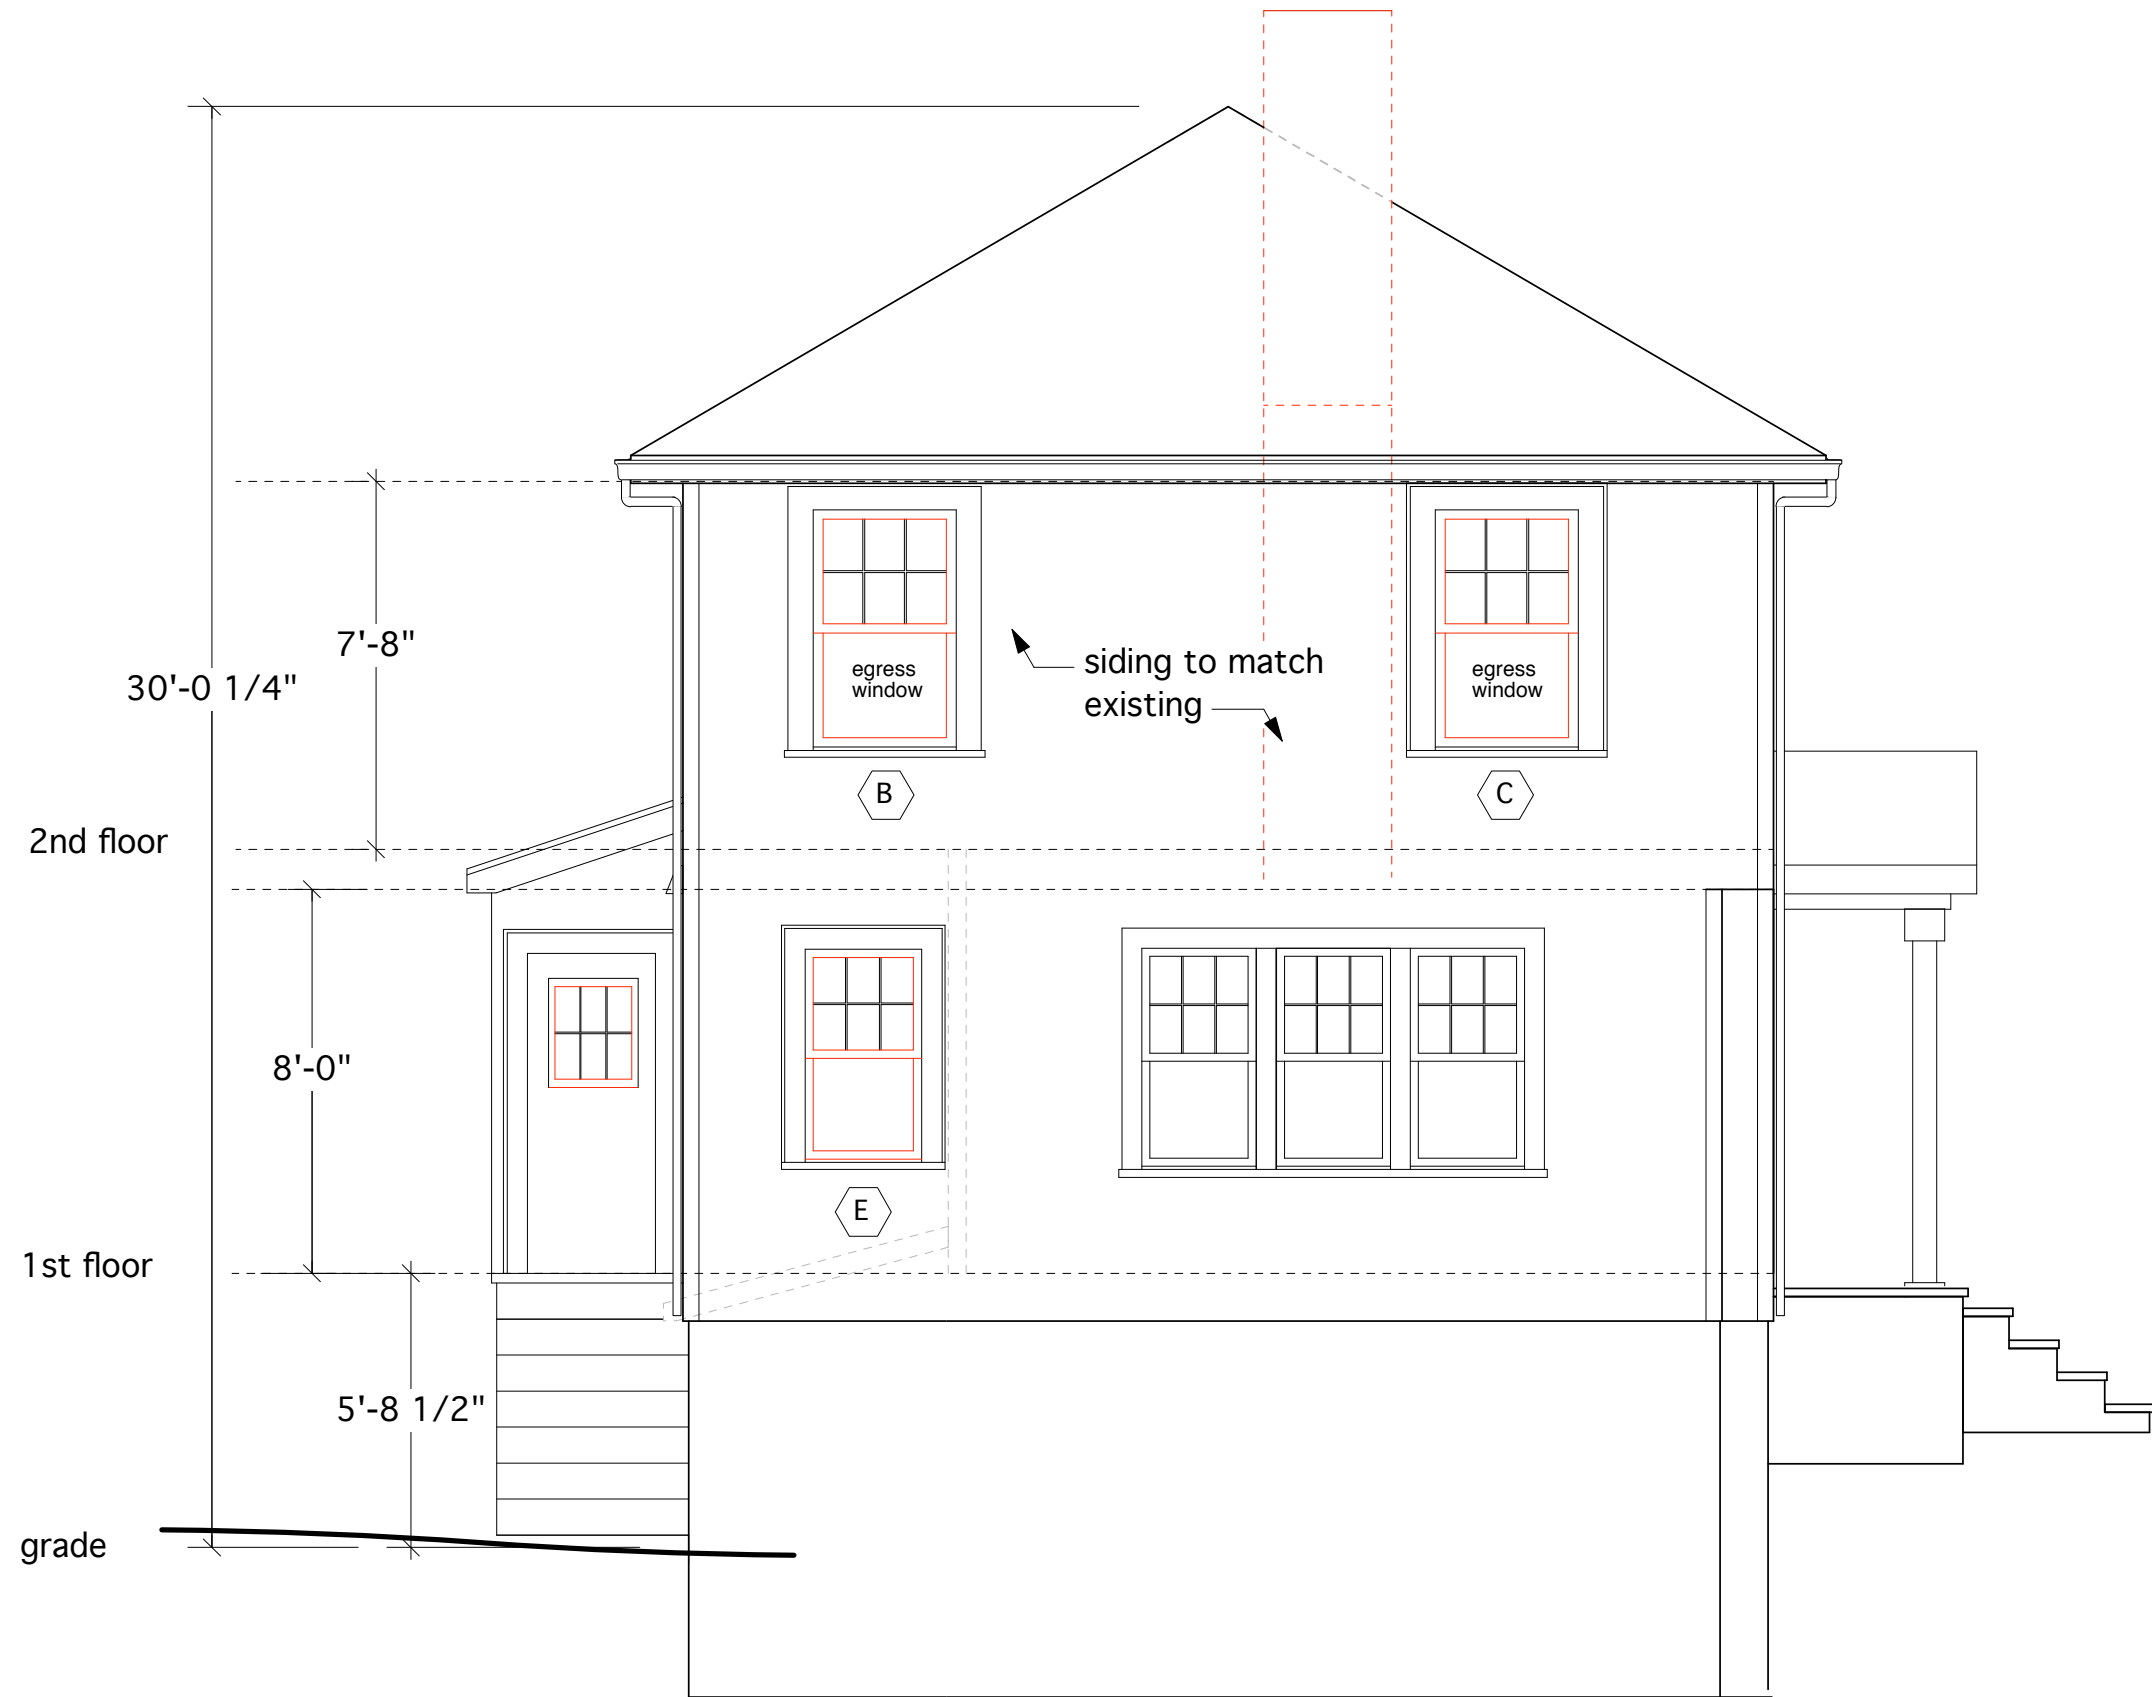 7'-8"
30'-0 1/4"
egress
window
siding to match
existing
egress
window
B
C
2nd floor
8'-0"
E
1st floor
5'-8 1/2"
grade